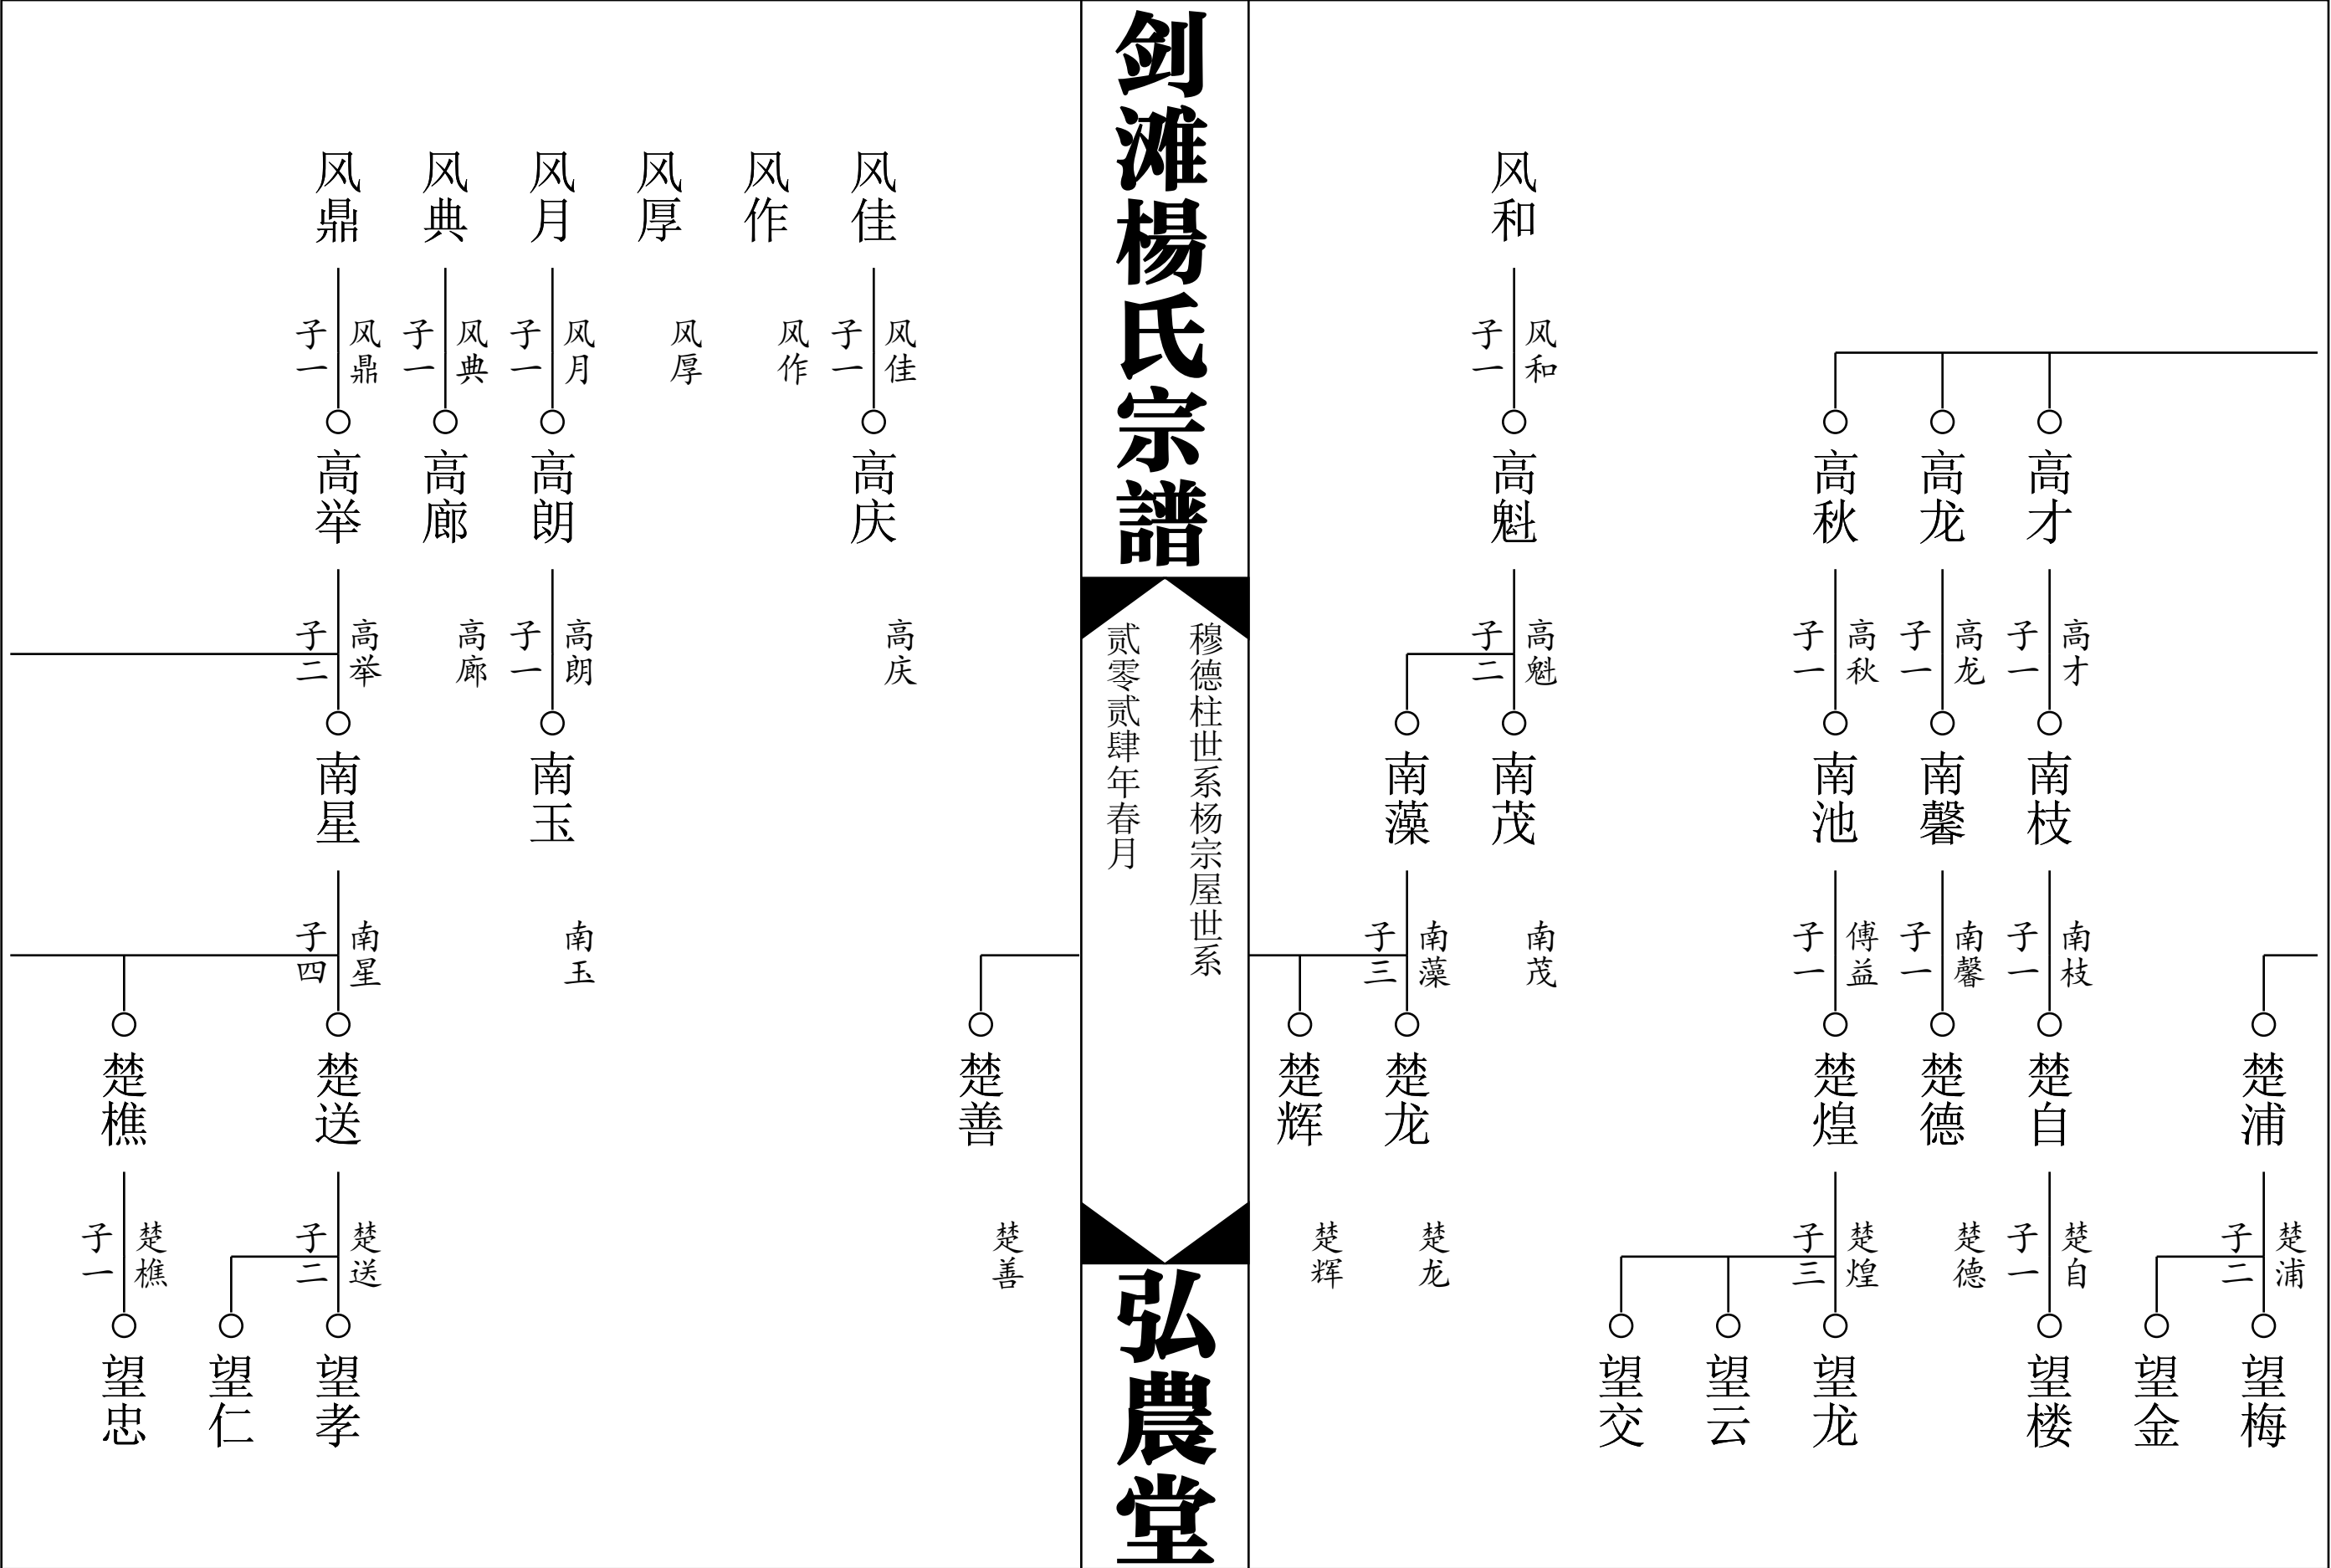 剑滩楊氏宗譜
穆德柱世系杨宗屋世系
贰零贰肆年春月
弘農堂
风和
风佳
风作
风厚
风月
风典
风鼎
风和
子一
风佳
子一
风作
风厚
风月
子一
风典
子一
风鼎
子一
高才
高龙
高秋
高魁
高庆
高朗
高廊
高举
高才
子一
高龙
子一
高秋
子一
高魁
子二
高庆
高朗
子一
高廊
高举
子二
南枝
南馨
南池
南茂
南藻
南玉
南星
南枝
子一
南馨
子一
傅益
子一
南茂
南藻
子三
南玉
南星
子四
楚浦
楚自
楚德
楚煌
楚龙
楚辉
楚善
楚送
楚樵
楚浦
子二
楚自
子一
楚德
楚煌
子三
楚龙
楚辉
楚善
楚送
子二
楚樵
子一
望梅
望金
望楼
望龙
望云
望交
望孝
望仁
望忠